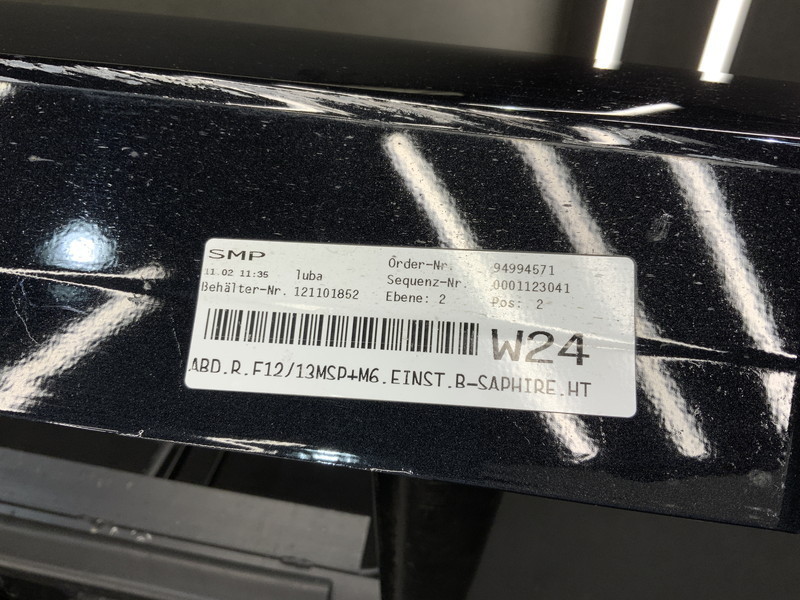 SMP
11.02 11:35 luba Order-Nr. 94994571
Sequenz-Nr. 0001123041
Behälter-Nr. 121101852 Ebene: 2 Pos: 2
W24
ABD.R.F12/13MSP+M6.EINST.B-SAPHIRE.HT